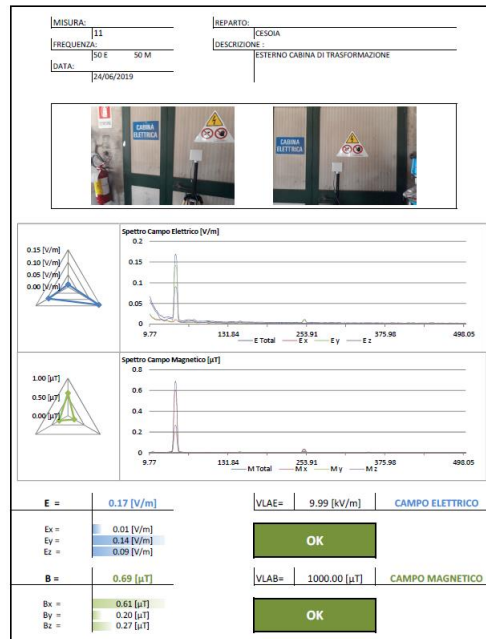 MISURA:
11
FREQUENZA:
50 E 50 M
DATA:
24/06/2019
REPARTO:
CESOIA
DESCRIZIONE :
ESTERNO CABINA DI TRASFORMAZIONE
CABINA
ELETTRICA
CABINA
ELETTRICA
0.15 [V/m]
0.10 [V/m]
0.05 [V/m]
0.00 [V/m]
Spettro Campo Elettrico [V/m]
0.2
0.15
0.1
0.05
0
9.77 131.84 253.91 375.98 498.05
E Total E x E y E z
1.00 [µT]
0.50 [µT]
0.00 [µT]
Spettro Campo Magnetico [µT]
0.8
0.6
0.4
0.2
0
9.77 131.84 253.91 375.98 498.05
M Total M x M y M z
E = 0.17 [V/m] VLAE= 9.99 [kV/m] CAMPO ELETTRICO
Ex = 0.01 [V/m]
Ey = 0.14 [V/m]
Ez = 0.09 [V/m]
OK
B = 0.69 [µT] VLAB= 1000.00 [µT] CAMPO MAGNETICO
Bx = 0.61 [µT]
By = 0.20 [µT]
Bz = 0.27 [µT]
OK